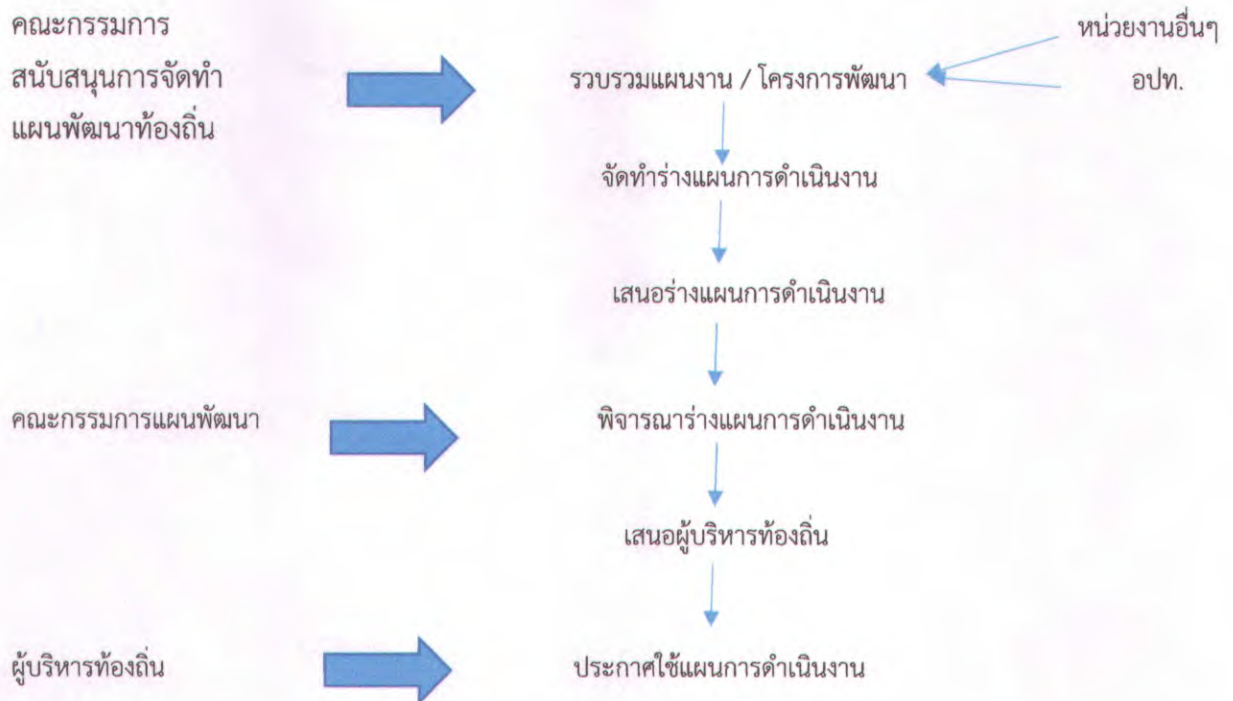 คณะกรรมการ
สนับสนุนการจัดทำ
แผนพัฒนาท้องถิ่น
หน่วยงานอื่นๆ
รวบรวมแผนงาน / โครงการพัฒนา
อปท.
จัดทำร่างแผนการดำเนินงาน
เสนอร่างแผนการดำเนินงาน
คณะกรรมการแผนพัฒนา
พิจารณาร่างแผนการดำเนินงาน
เสนอผู้บริหารท้องถิ่น
ผู้บริหารท้องถิ่น
ประกาศใช้แผนการดำเนินงาน